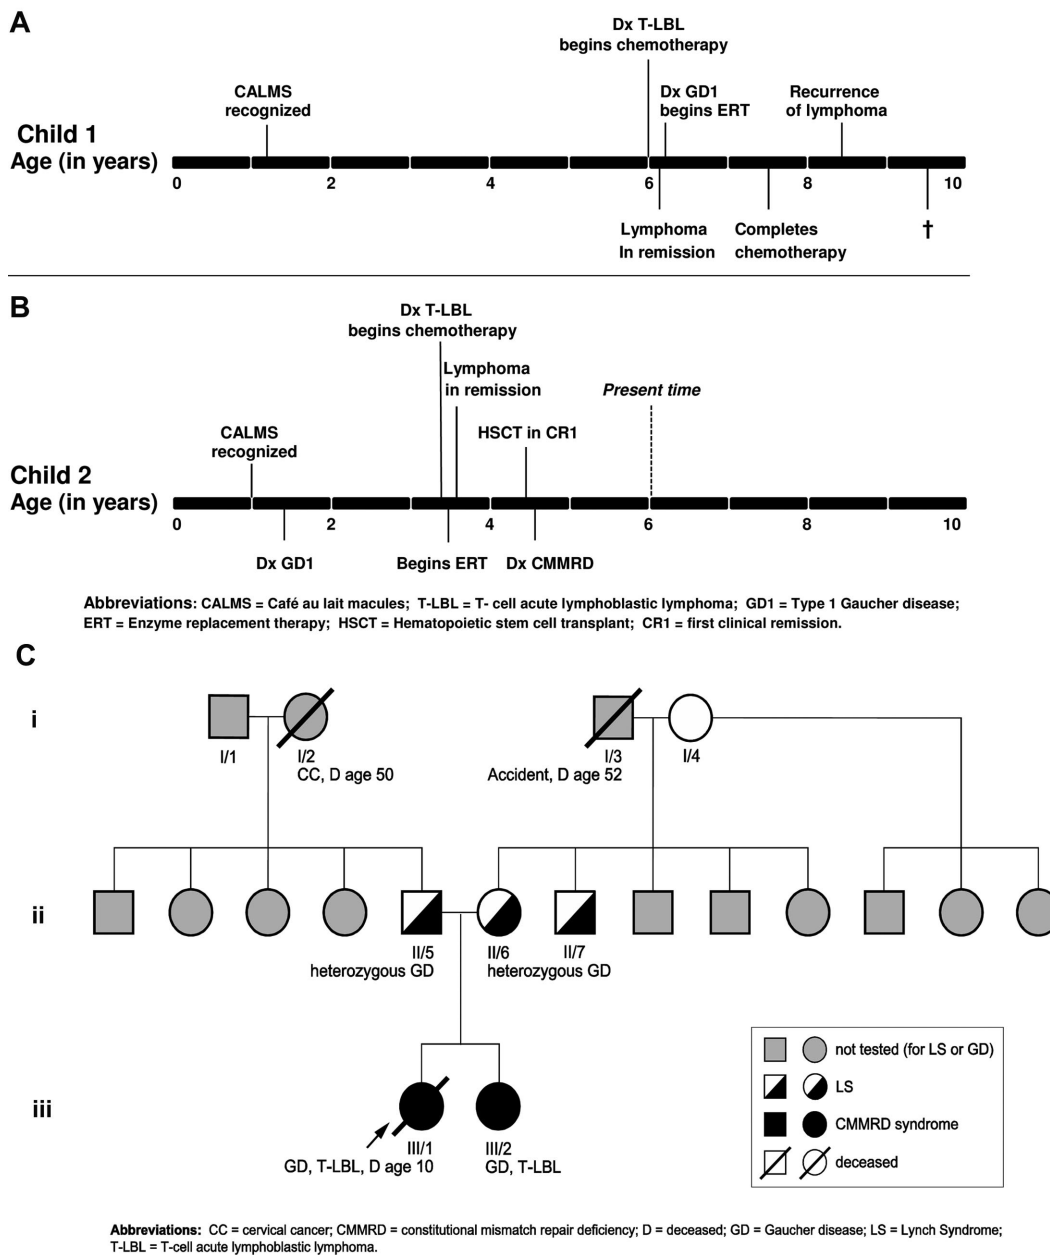 A
Dx T-LBL
begins chemotherapy
CALMS
recognized
Dx GD1
begins ERT
Recurrence
of lymphoma
Child 1
Age (in years)
0 2 4 6 8 10
Lymphoma
In remission
Completes
chemotherapy
†
B
Dx T-LBL
begins chemotherapy
Lymphoma
in remission
Present time
CALMS
recognized
HSCT in CR1
Child 2
Age (in years)
0 2 4 6 8 10
Dx GD1
Begins ERT
Dx CMMRD
Abbreviations: CALMS = Café au lait macules; T-LBL = T- cell acute lymphoblastic lymphoma; GD1 = Type 1 Gaucher disease;
ERT = Enzyme replacement therapy; HSCT = Hematopoietic stem cell transplant; CR1 = first clinical remission.
C
i
I/1
I/2
CC, D age 50
I/3
Accident, D age 52
I/4
ii
II/5
heterozygous GD
II/6
heterozygous GD
II/7
iii
III/1
GD, T-LBL, D age 10
III/2
GD, T-LBL
not tested (for LS or GD)
LS
CMMRD syndrome
deceased
Abbreviations: CC = cervical cancer; CMMRD = constitutional mismatch repair deficiency; D = deceased; GD = Gaucher disease; LS = Lynch Syndrome;
T-LBL = T-cell acute lymphoblastic lymphoma.